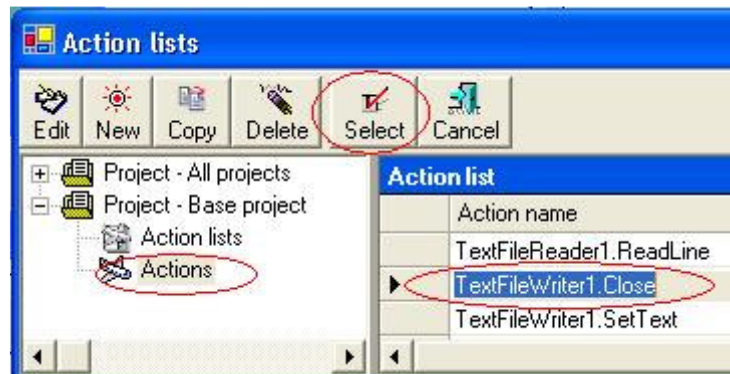 Action lists
Edit New Copy Delete Select Cancel
Project - All projects
Project - Base project
Action lists
Actions
Action list
Action name
TextFileReader1.ReadLine
TextFileWriter1.Close
TextFileWriter1.SetText